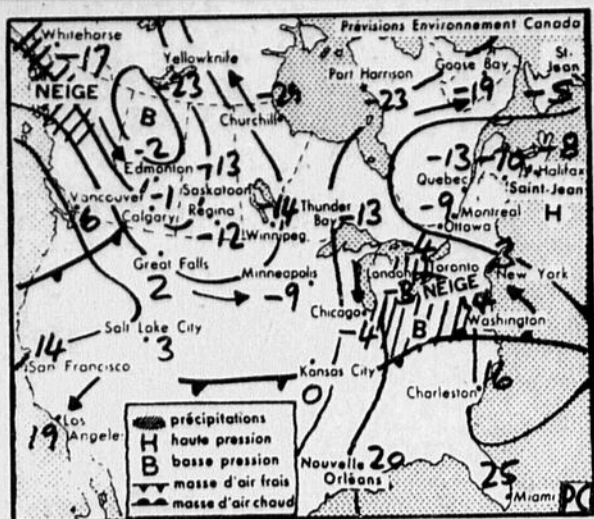 Prévisions Environnement Canada
Whitehorse
-17
NEIGE
Yellowknife
-23
B
-2
Edmonton
-1
Calgary
Vancouver
6
-13
Saskatoon
Regina
-12
Churchill
Winnipeg
14
Port Harrison
-23
Goose Bay
-19
St-Jean
-5
-8
Halifax
Saint-Jean
H
-13
-10
Quebec
-9
Montreal
Ottawa
Thunder Bay
-13
Great Falls
2
Minneapolis
-9
London
Toronto
NEIGE
New York
3
Chicago
-4
B
Washington
Salt Lake City
3
14
San Francisco
Kansas City
0
Charleston
16
19
Los Angeles
Nouvelle Orléans
20
25
Miami
précipitations
H haute pression
B basse pression
masse d'air frais
masse d'air chaud
PC